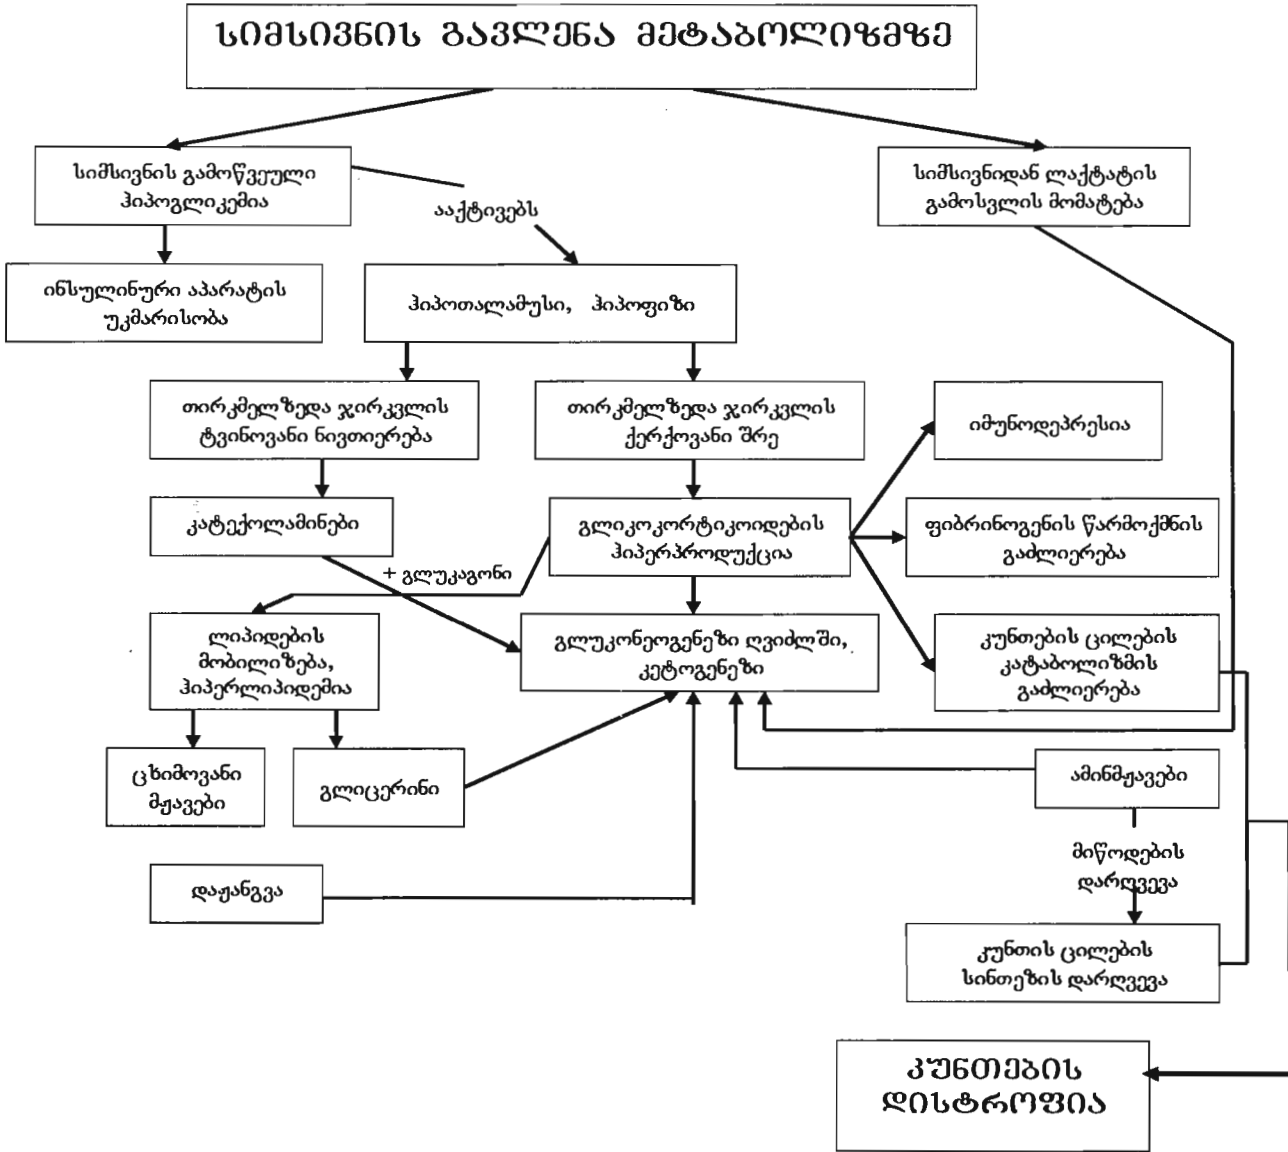 სიმსივნის გავლენა მეტაბოლიზმზე
სიმსივნის გამოწვეული
ჰიპოგლიკემია
სიმსივნიდან ლაქტატის
გამოსვლის მომატება
ააქტივებს
ინსულინური აპარატის
უკმარისობა
ჰიპოთალამუსი, ჰიპოფიზი
თირკმელზედა ჯირკვლის
ტვინოვანი ნივთიერება
თირკმელზედა ჯირკვლის
ქერქოვანი შრე
იმუნოდეპრესია
კატექოლამინები
გლიკოკორტიკოიდების
ჰიპერპროდუქცია
ფიბრინოგენის წარმოქმნის
გაძლიერება
+ გლუკაგონი
ლიპიდების
მობილიზება,
ჰიპერლიპიდემია
გლუკონეოგენეზი ღვიძლში,
კეტოგენეზი
კუნთების ცილების
კატაბოლიზმის
გაძლიერება
ცხიმოვანი
მჟავები
გლიცერინი
ამინმჟავები
მიწოდების
დარღვევა
დაჟანგვა
კუნთის ცილების
სინთეზის დარღვევა
კუნთების
დისტროფია